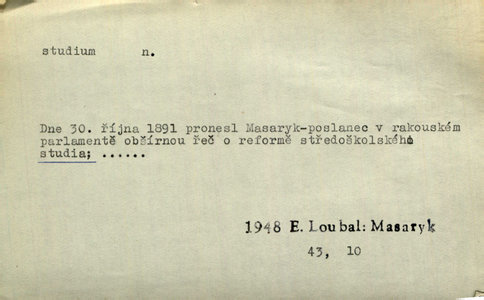 studium n.
Dne 30. října 1891 pronesl Masaryk-poslanec v rakouském
parlamentě obšírnou řeč o reformě středoškolského
studia; ......
1948 E. Loubal: Masaryk
43, 10